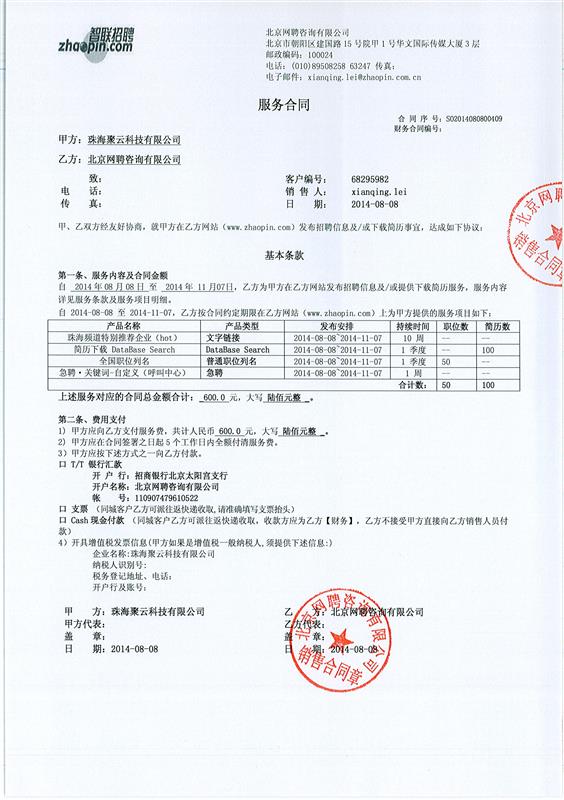 智联招聘
zhaopin.com
北京网聘咨询有限公司
北京市朝阳区建国路 15 号院甲 1 号华文国际传媒大厦 3 层
邮政编码：100024
电话：(010)89508258 63247 传真：
电子邮件：xianqing.lei@zhaopin.com.cn
服务合同
合 同 序 号：SO2014080800409
财务合同编号：
甲方：珠海聚云科技有限公司
乙方：北京网聘咨询有限公司
致： 客户编号： 68295982
电 话： 销 售 人： xianqing.lei
传 真： 日 期： 2014-08-08
甲、乙双方经友好协商，就甲方在乙方网站（www.zhaopin.com）发布招聘信息及/或下载简历事宜，达成如下协议：
基本条款
第一条、服务内容及合同金额
自 2014 年 08 月 08 日 至 2014 年 11 月 07日，乙方为甲方在乙方网站发布招聘信息及/或提供下载简历服务，服务内容
详见服务条款及服务项目明细。
自 2014-08-08 至 2014-11-07，乙方按合同约定期限在乙方网站（www.zhaopin.com）上为甲方提供的服务项目如下：
产品名称 产品类型 发布安排 持续时间 职位数 简历数
珠海频道特别推荐企业（hot） 文字链接 2014-08-08~2014-11-07 10 周 -- --
简历下载 DataBase Search DataBase Search 2014-08-08~2014-11-07 1 季度 -- 100
全国职位列名 普通职位列名 2014-08-08~2014-11-07 1 季度 50 --
急聘·关键词-自定义（呼叫中心） 急聘 2014-08-08~2014-11-07 1 周 -- --
合计数： 50 100
上述服务对应的合同总金额合计： 600.0 元，大写 陆佰元整 。
第二条、费用支付
1) 甲方应向乙方支付服务费，共计人民币 600.0 元，大写 陆佰元整 。
2) 甲方应在合同签署之日起 5 个工作日内全额付清服务费。
3) 甲方应按下述方式之一向乙方付款。
口 T/T 银行汇款
开 户 行：招商银行北京太阳宫支行
开户名称：北京网聘咨询有限公司
帐 号：110907479610522
口 支票 （同城客户乙方可派往返快递收取,请准确填写支票抬头）
口 Cash 现金付款 （同城客户乙方可派往返快递收取，收款方应为乙方【财务】，乙方不接受甲方直接向乙方销售人员付
款）
4) 开具增值税发票信息(甲方如果是增值税一般纳税人,须提供下述信息:)
企业名称:珠海聚云科技有限公司
纳税人识别号:
税务登记地址、电话:
开户行及账号:
甲 方：珠海聚云科技有限公司 乙 方：北京网聘咨询有限公司
甲方代表： 乙方代表：
盖 章： 盖 章：
日 期：2014-08-08 日 期：2014-08-08
北京网聘咨询有限公司
销售合同章
北京网聘
销售合同